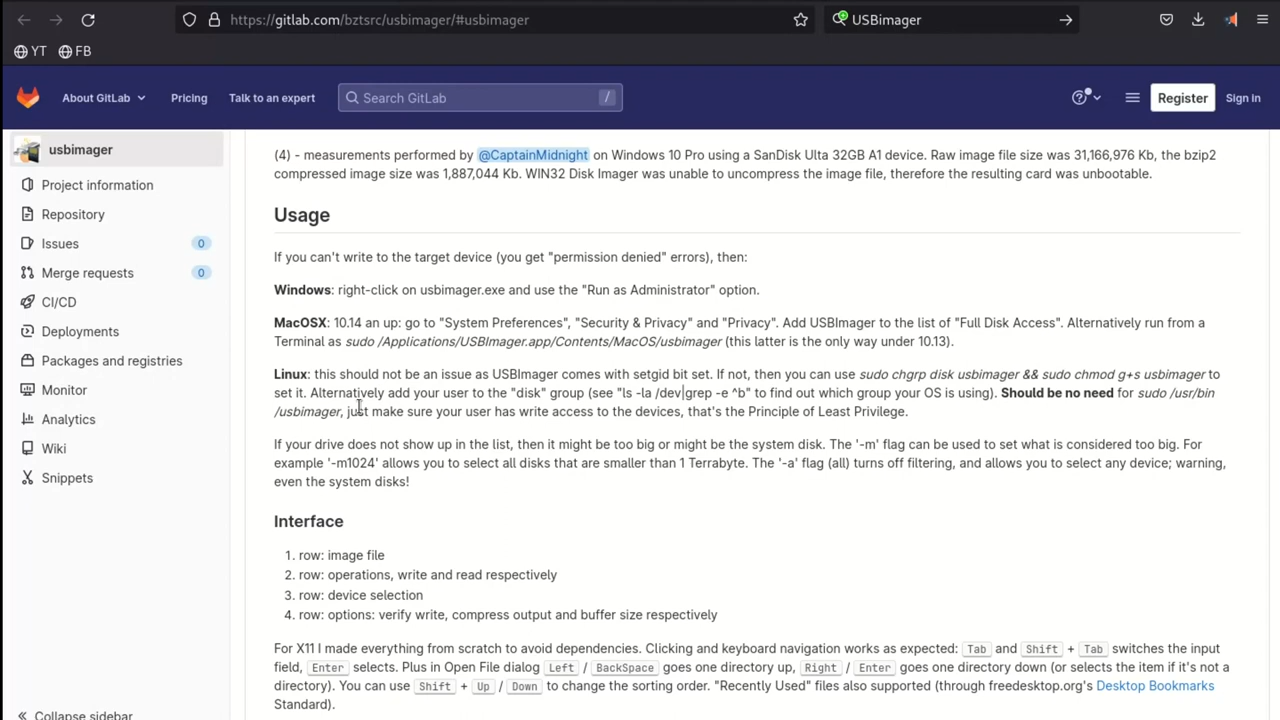 https://gitlab.com/bztsrc/usbimager/#usbimager
USBimager
YT
FB
About GitLab
Pricing
Talk to an expert
Search GitLab
/
Register
Sign in
usbimager
Project information
Repository
Issues 0
Merge requests 0
CI/CD
Deployments
Packages and registries
Monitor
Analytics
Wiki
Snippets
Collapse sidebar
(4) - measurements performed by @CaptainMidnight on Windows 10 Pro using a SanDisk Ulta 32GB A1 device. Raw image file size was 31,166,976 Kb, the bzip2
compressed image size was 1,887,044 Kb. WIN32 Disk Imager was unable to uncompress the image file, therefore the resulting card was unbootable.
Usage
If you can't write to the target device (you get "permission denied" errors), then:
Windows: right-click on usbimager.exe and use the "Run as Administrator" option.
MacOSX: 10.14 an up: go to "System Preferences", "Security & Privacy" and "Privacy". Add USBImager to the list of "Full Disk Access". Alternatively run from a
Terminal as sudo /Applications/USBImager.app/Contents/MacOS/usbimager (this latter is the only way under 10.13).
Linux: this should not be an issue as USBImager comes with setgid bit set. If not, then you can use sudo chgrp disk usbimager && sudo chmod g+s usbimager to
set it. Alternatively add your user to the "disk" group (see "ls -la /dev|grep -e ^b" to find out which group your OS is using). Should be no need for sudo /usr/bin
/usbimager, just make sure your user has write access to the devices, that's the Principle of Least Privilege.
If your drive does not show up in the list, then it might be too big or might be the system disk. The '-m' flag can be used to set what is considered too big. For
example '-m1024' allows you to select all disks that are smaller than 1 Terrabyte. The '-a' flag (all) turns off filtering, and allows you to select any device; warning,
even the system disks!
Interface
1. row: image file
2. row: operations, write and read respectively
3. row: device selection
4. row: options: verify write, compress output and buffer size respectively
For X11 I made everything from scratch to avoid dependencies. Clicking and keyboard navigation works as expected: Tab and Shift + Tab switches the input
field, Enter selects. Plus in Open File dialog Left / BackSpace goes one directory up, Right / Enter goes one directory down (or selects the item if it's not a
directory). You can use Shift + Up / Down to change the sorting order. "Recently Used" files also supported (through freedesktop.org's Desktop Bookmarks
Standard).